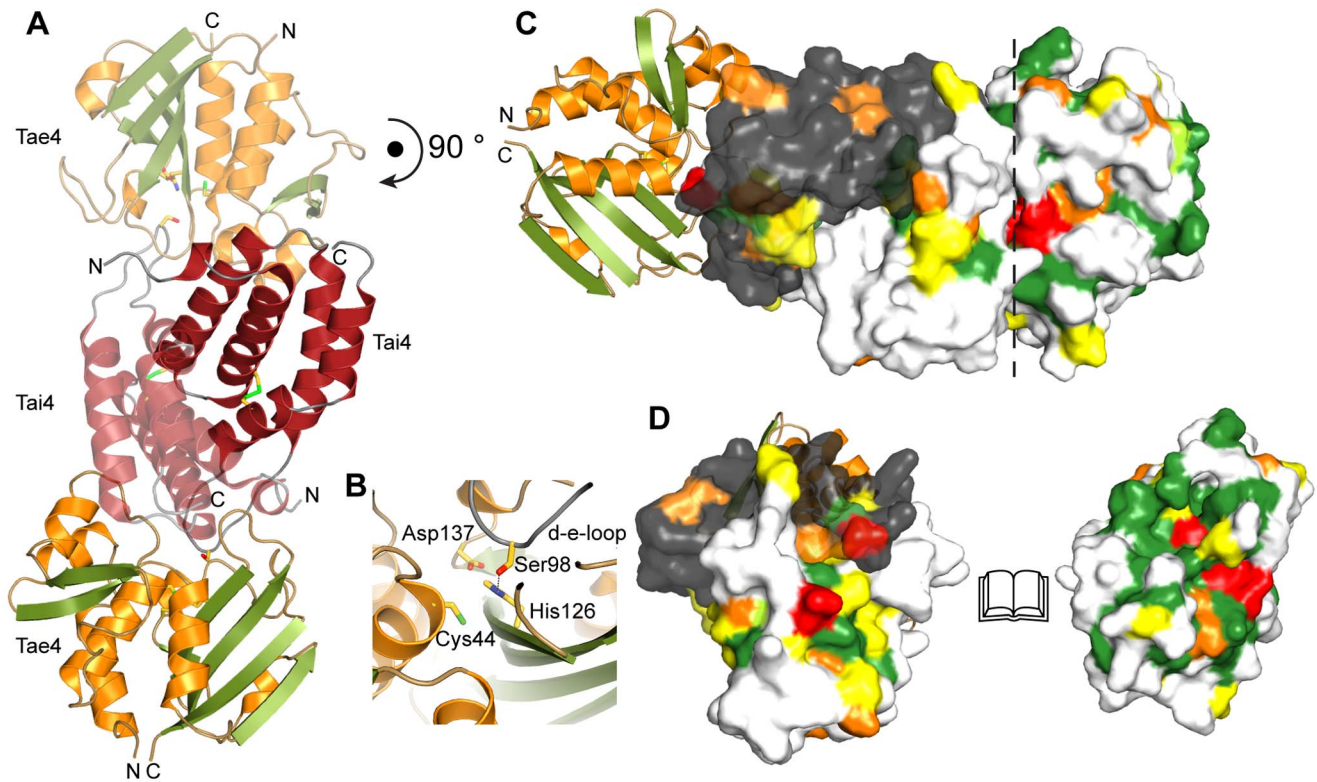 A
C
N
Tae4
90 °
N
C
Tai4
Tai4
C
N
Tae4
N C
B
Asp137
d-e-loop
Ser98
His126
Cys44
C
N
C
D